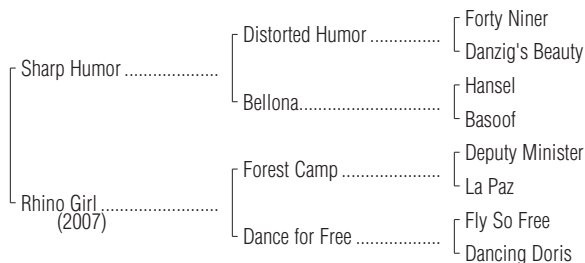 Forty Niner
Distorted Humor ..................
Danzig's Beauty
Sharp Humor ....................
Hansel
Bellona..............................
Basoof
Deputy Minister
Forest Camp .....................
La Paz
Rhino Girl .........................
(2007)
Fly So Free
Dance for Free ..................
Dancing Doris